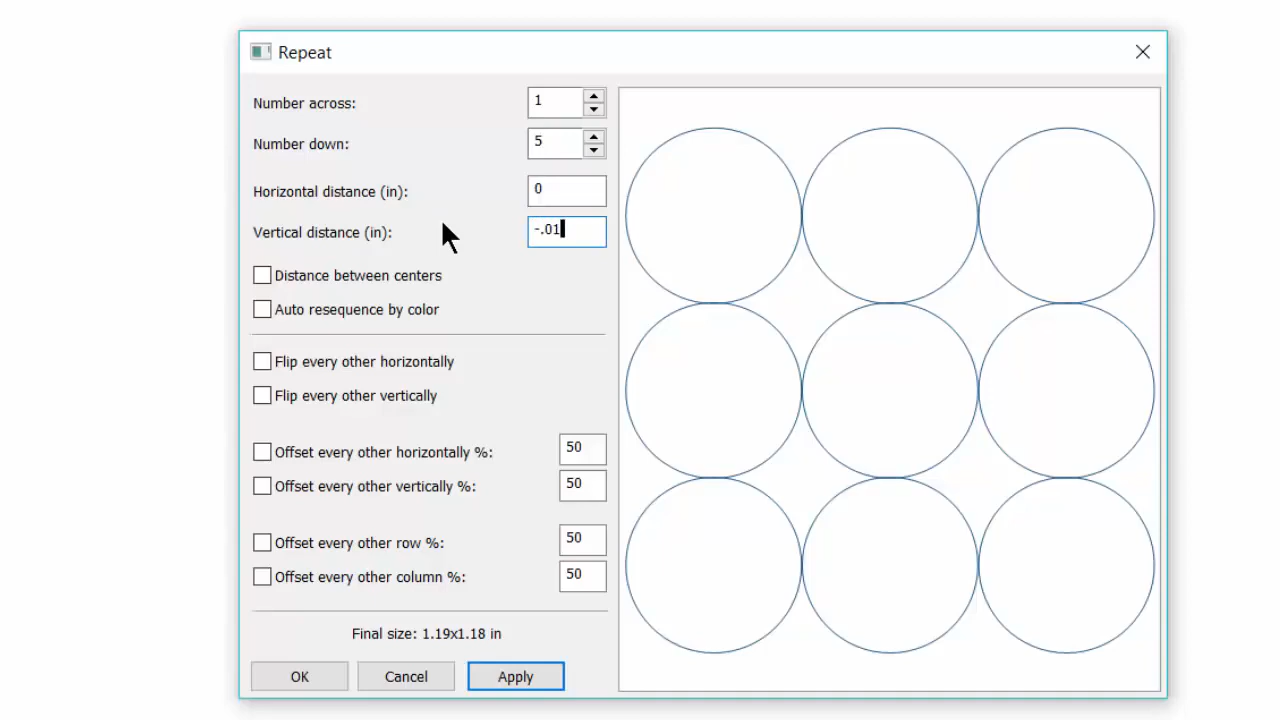 Repeat
Number across: 1
Number down: 5
Horizontal distance (in): 0
Vertical distance (in): -.01
Distance between centers
Auto resequence by color
Flip every other horizontally
Flip every other vertically
Offset every other horizontally %: 50
Offset every other vertically %: 50
Offset every other row %: 50
Offset every other column %: 50
Final size: 1.19x1.18 in
OK Cancel Apply